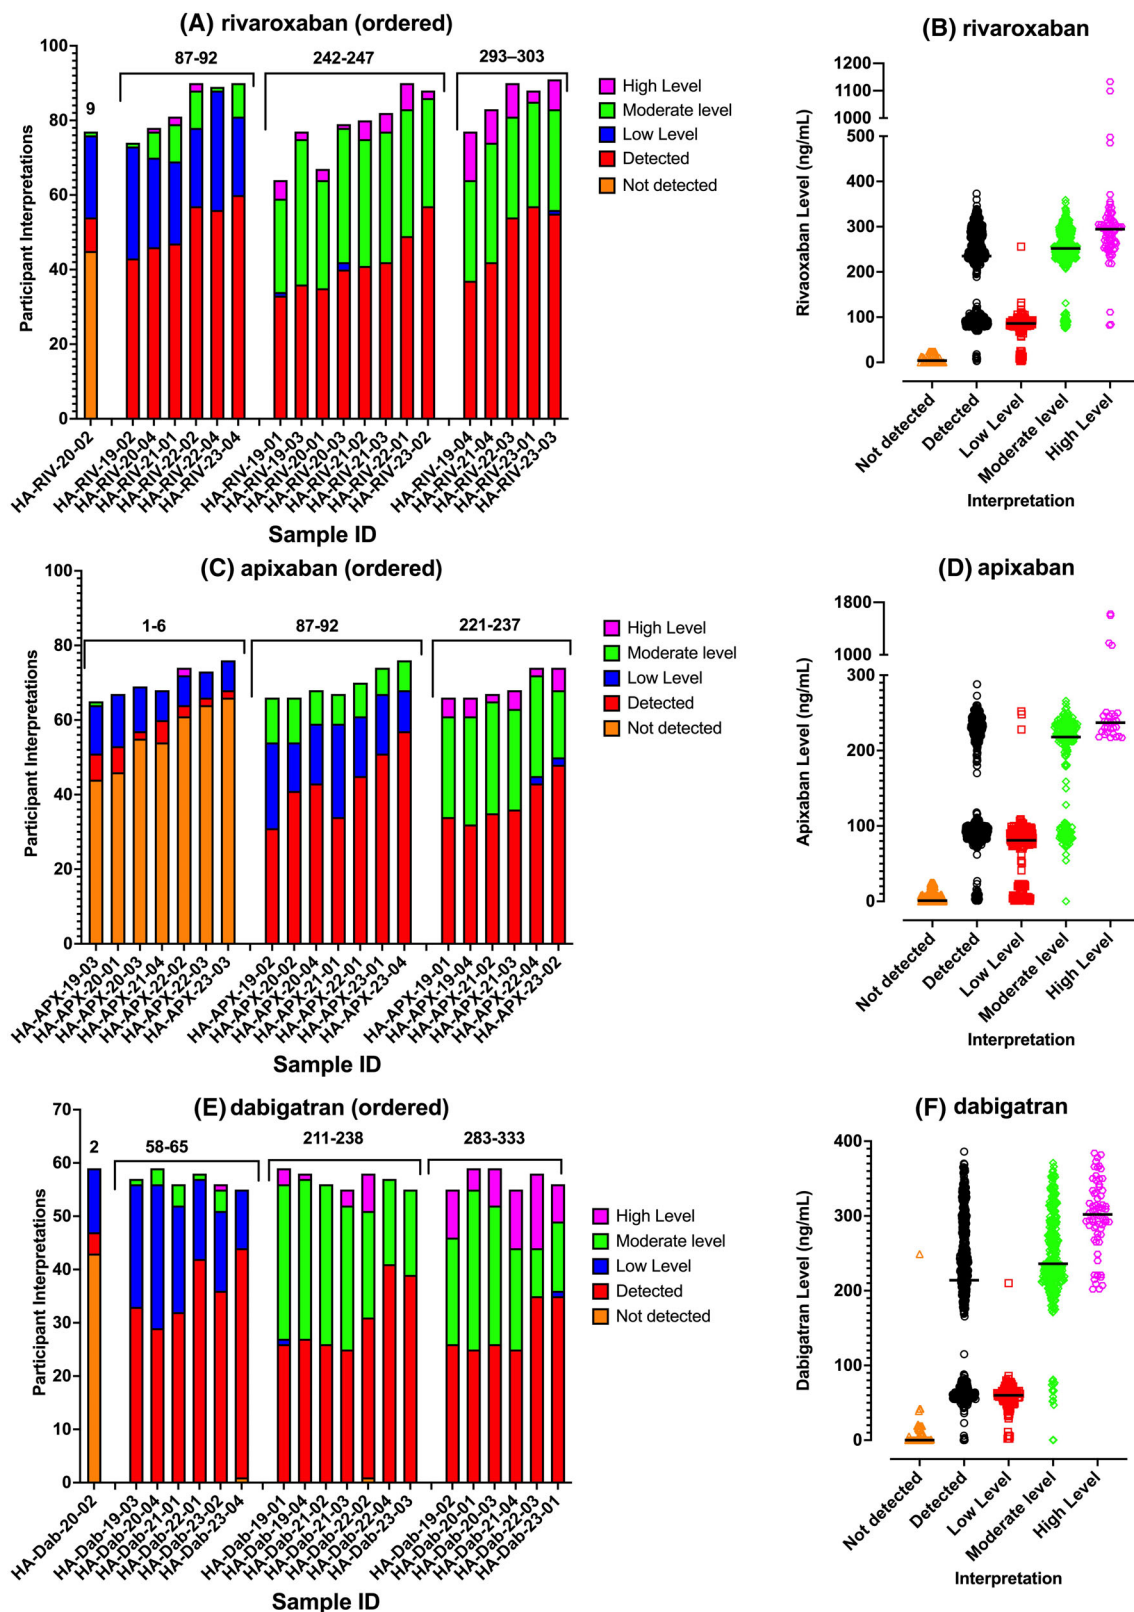 (A) rivaroxaban (ordered)
100
80
60
40
20
0
Participant Interpretations
9
87-92
242-247
293–303
High Level
Moderate level
Low Level
Detected
Not detected
HA-RIV-20-02
HA-RIV-19-02
HA-RIV-20-04
HA-RIV-21-01
HA-RIV-22-02
HA-RIV-22-04
HA-RIV-23-04
HA-RIV-19-01
HA-RIV-19-03
HA-RIV-20-01
HA-RIV-20-03
HA-RIV-21-02
HA-RIV-21-03
HA-RIV-22-01
HA-RIV-23-02
HA-RIV-19-04
HA-RIV-21-04
HA-RIV-22-03
HA-RIV-23-01
HA-RIV-23-03
Sample ID
(B) rivaroxaban
1200
1100
1000
500
400
300
200
100
0
Rivaoxaban Level (ng/mL)
Not detected
Detected
Low Level
Moderate level
High Level
Interpretation
(C) apixaban (ordered)
100
80
60
40
20
0
Participant Interpretations
1-6
87-92
221-237
High Level
Moderate level
Low Level
Detected
Not detected
HA-APX-19-03
HA-APX-20-01
HA-APX-20-03
HA-APX-21-04
HA-APX-22-02
HA-APX-22-03
HA-APX-23-03
HA-APX-19-02
HA-APX-20-02
HA-APX-20-04
HA-APX-21-01
HA-APX-22-01
HA-APX-23-01
HA-APX-23-04
HA-APX-19-01
HA-APX-19-04
HA-APX-21-02
HA-APX-21-03
HA-APX-22-04
HA-APX-23-02
Sample ID
(D) apixaban
1800
1000
300
200
100
0
Apixaban Level (ng/mL)
Not detected
Detected
Low Level
Moderate level
High Level
Interpretation
(E) dabigatran (ordered)
70
60
50
40
30
20
10
0
Participant Interpretations
2
58-65
211-238
283-333
High Level
Moderate level
Low Level
Detected
Not detected
HA-Dab-20-02
HA-Dab-19-03
HA-Dab-20-04
HA-Dab-21-01
HA-Dab-22-01
HA-Dab-23-02
HA-Dab-23-04
HA-Dab-19-01
HA-Dab-19-04
HA-Dab-21-02
HA-Dab-21-03
HA-Dab-22-02
HA-Dab-22-04
HA-Dab-23-03
HA-Dab-19-02
HA-Dab-20-01
HA-Dab-20-03
HA-Dab-21-04
HA-Dab-22-03
HA-Dab-23-01
Sample ID
(F) dabigatran
400
300
200
100
0
Dabigatran Level (ng/mL)
Not detected
Detected
Low Level
Moderate level
High Level
Interpretation